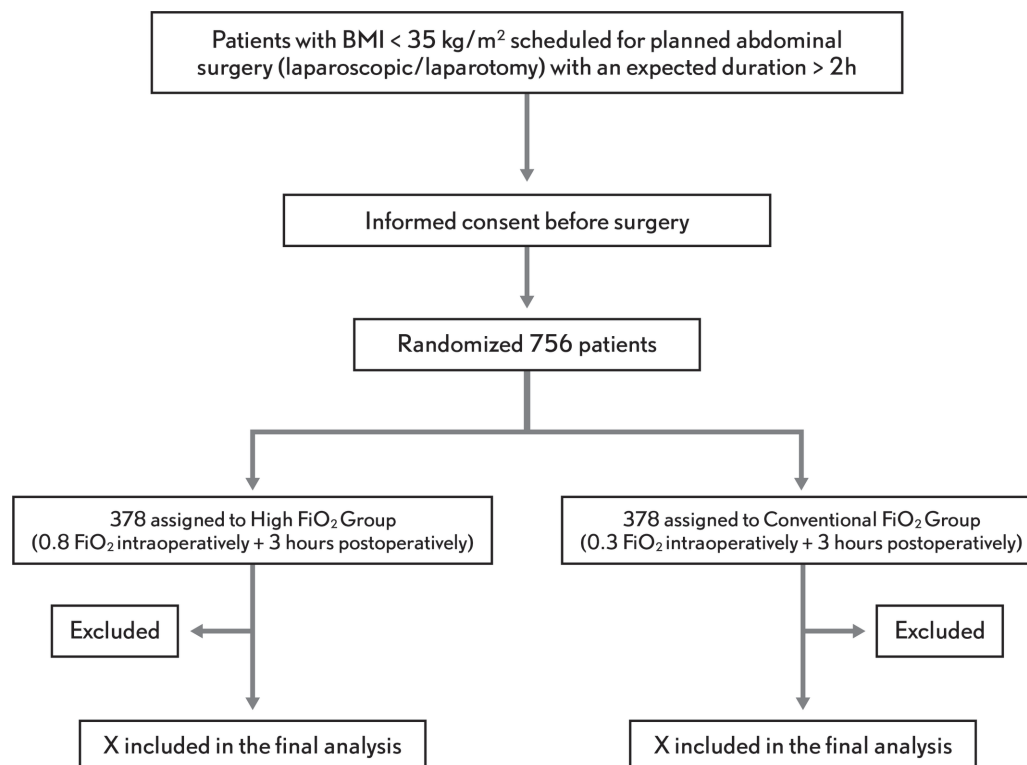 Patients with BMI < 35 kg/m² scheduled for planned abdominal
surgery (laparoscopic/laparotomy) with an expected duration > 2h
Informed consent before surgery
Randomized 756 patients
378 assigned to High FiO₂ Group
(0.8 FiO₂ intraoperatively + 3 hours postoperatively)
378 assigned to Conventional FiO₂ Group
(0.3 FiO₂ intraoperatively + 3 hours postoperatively)
Excluded
Excluded
X included in the final analysis
X included in the final analysis